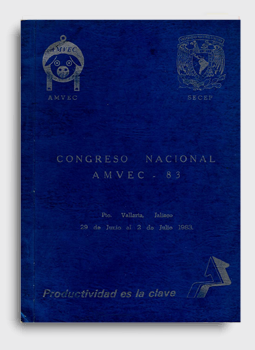 AMVEC
AMVEC
SECEP
CONGRESO NACIONAL
AMVEC - 83
Pto. Vallarta, Jalisco
29 de Junio al 2 de Julio 1983.
Productividad es la clave